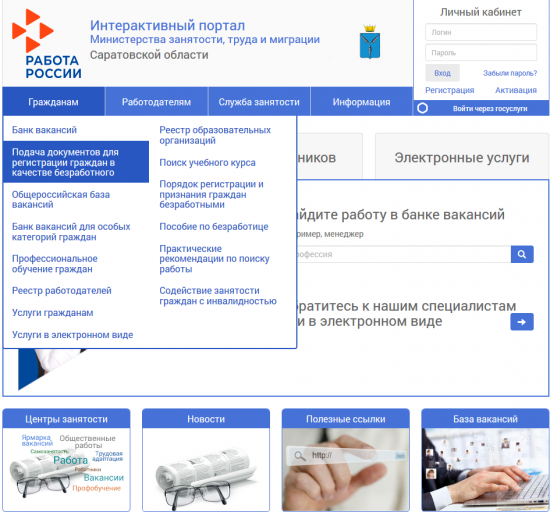 РАБОТА
РОССИИ
Интерактивный портал
Министерства занятости, труда и миграции
Саратовской области
Личный кабинет
Логин
Пароль
Вход
Забыли пароль?
Регистрация
Активация
Войти через госуслуги
Гражданам
Работодателям
Служба занятости
Информация
Банк вакансий
Подача документов для
регистрации граждан в
качестве безработного
Общероссийская база
вакансий
Банк вакансий для особых
категорий граждан
Профессиональное
обучение граждан
Реестр работодателей
Услуги гражданам
Услуги в электронном виде
Реестр образовательных
организаций
Поиск учебного курса
Порядок регистрации и
признания граждан
безработными
Пособие по безработице
Практические
рекомендации по поиску
работы
Содействие занятости
граждан с инвалидностью
ников
Электронные услуги
йдите работу в банке вакансий
ример, менеджер
рофессия
ратитесь к нашим специалистам
и в электронном виде
Центры занятости
Ярмарка
вакансий
Общественные
работы
Самозанятость
Трудовая
адаптация
Работа
Работники
Вакансии
Профобучение
Новости
Полезные ссылки
http://
База вакансий